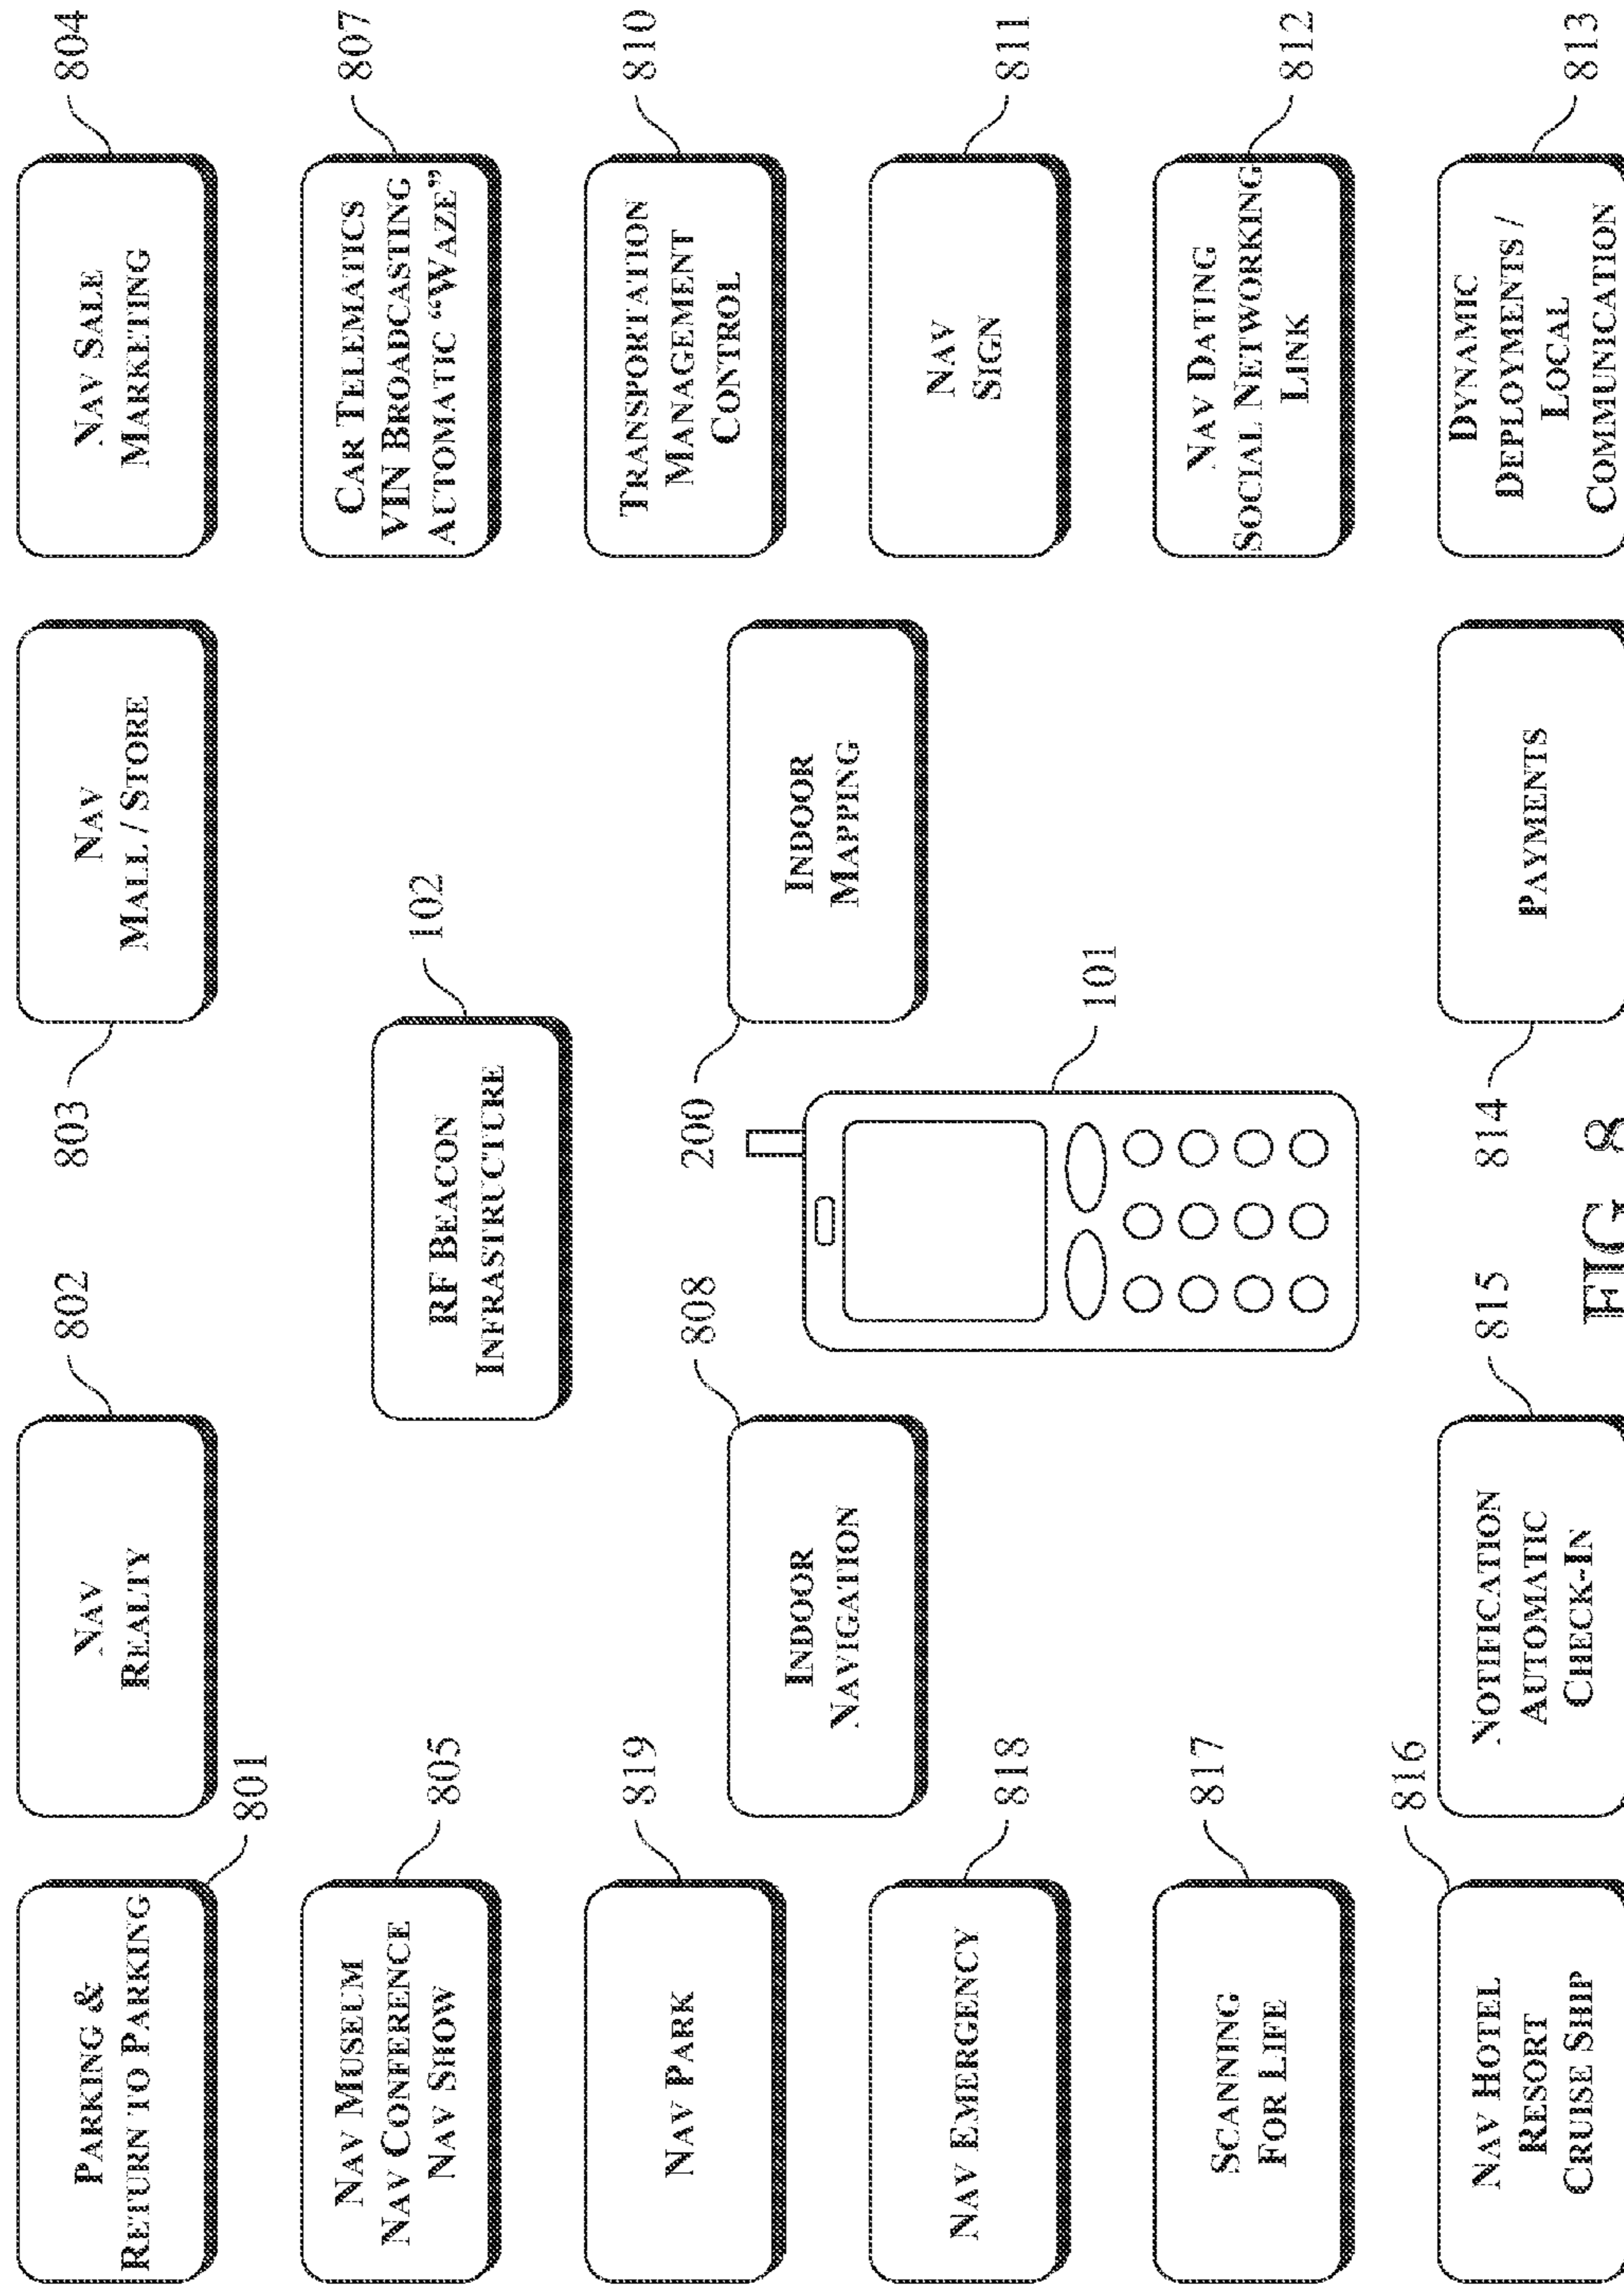 PARKING &
RETURN TO PARKING
801
NAV
REALTY
802
NAV
MALL / STORE
803
NAV SALE
MARKETING
804
NAV MUSEUM
NAV CONFERENCE
NAV SHOW
805
RF BEACON
INFRASTRUCTURE
102
CAR TELEMATICS
VIN BROADCASTING
AUTOMATIC “WAZE”
807
NAV PARK
819
INDOOR
NAVIGATION
808
INDOOR
MAPPING
200
TRANSPORTATION
MANAGEMENT
CONTROL
810
NAV EMERGENCY
818
101
NAV
SIGN
811
SCANNING
FOR LIFE
817
NAV DATING
SOCIAL NETWORKING
LINK
812
NAV HOTEL
RESORT
CRUISE SHIP
816
NOTIFICATION
AUTOMATIC
CHECK-IN
815
PAYMENTS
814
DYNAMIC
DEPLOYMENTS /
LOCAL
COMMUNICATION
813
FIG 8